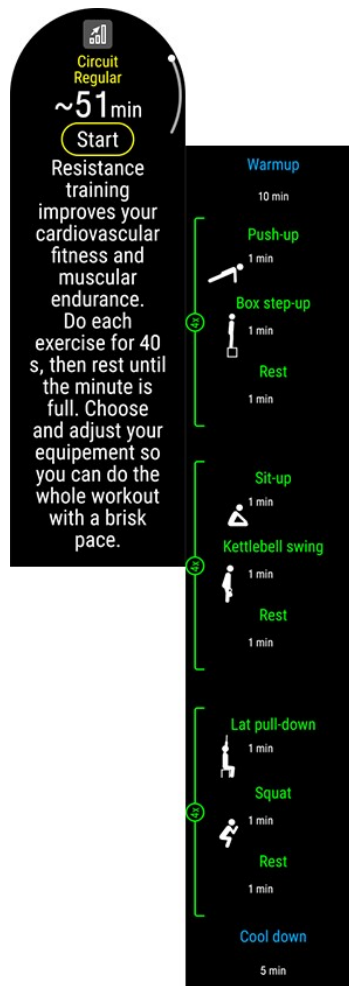 Circuit
Regular
~51min
Start
Resistance
training
improves your
cardiovascular
fitness and
muscular
endurance.
Do each
exercise for 40
s, then rest until
the minute is
full. Choose
and adjust your
equipement so
you can do the
whole workout
with a brisk
pace.
Warmup
10 min
4x
Push-up
1 min
Box step-up
1 min
Rest
1 min
4x
Sit-up
1 min
Kettlebell swing
1 min
Rest
1 min
4x
Lat pull-down
1 min
Squat
1 min
Rest
1 min
Cool down
5 min